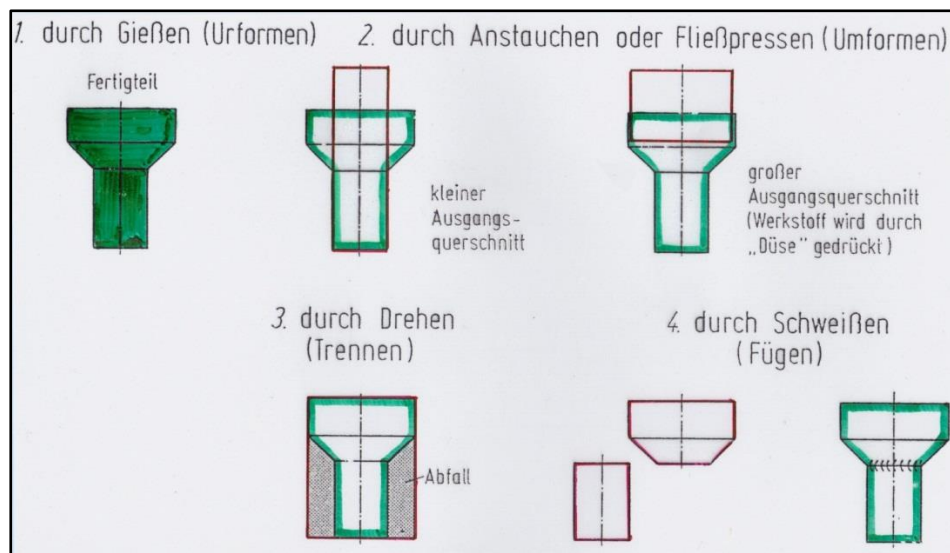 1. durch Gießen (Urformen)
2. durch Anstauchen oder Fließpressen (Umformen)
Fertigteil
kleiner
Ausgangs-
querschnitt
großer
Ausgangsquerschnitt
(Werkstoff wird durch
„Düse" gedrückt)
3. durch Drehen
(Trennen)
Abfall
4. durch Schweißen
(Fügen)